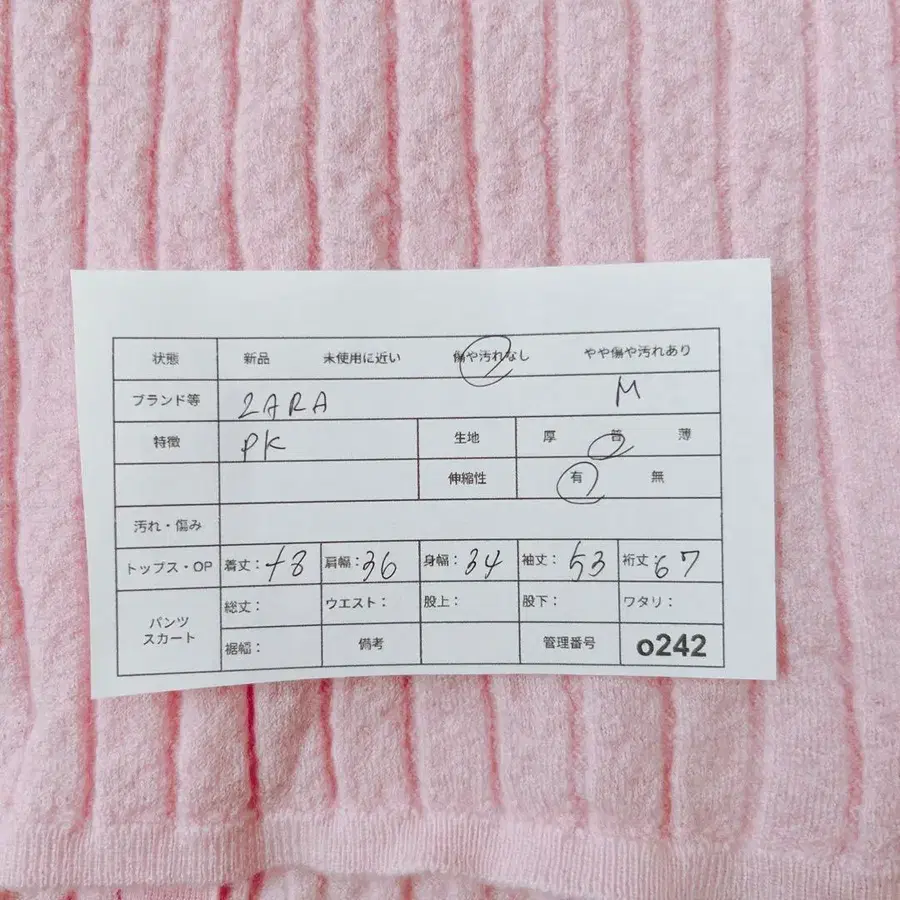 状態 新品 未使用に近い 傷や汚れなし やや傷や汚れあり
ブランド等 ZARA M
特徴 PK 生地 厚 普 薄
伸縮性 有 無
汚れ・傷み
トップス・OP 着丈: 肩幅:36 身幅:34 袖丈:53 裄丈:67
パンツ スカート 総丈: ウエスト: 股上: 股下: ワタリ:
裾幅: 備考 管理番号 o242